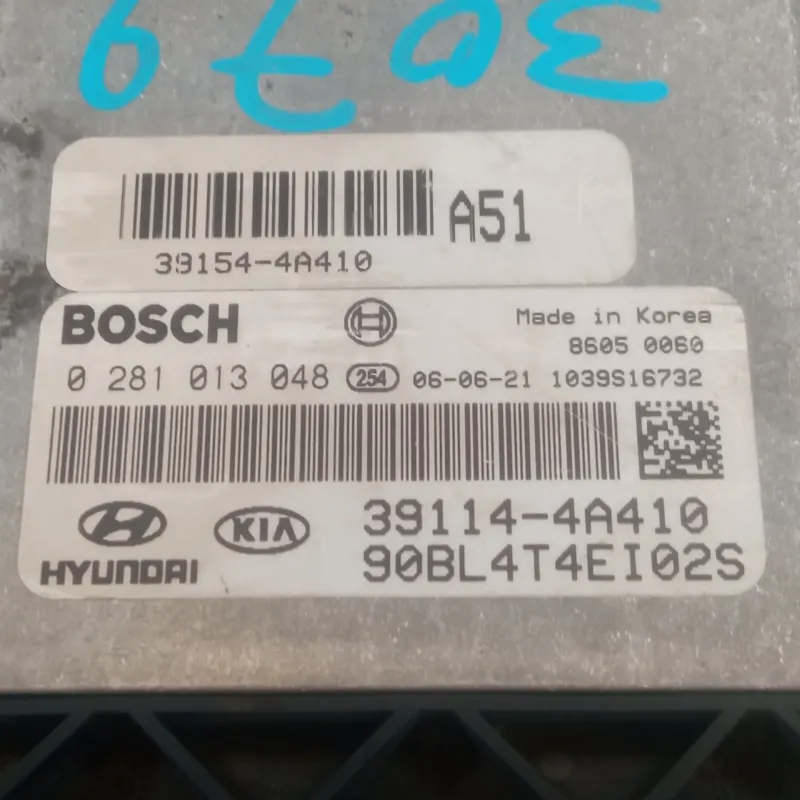 3079
A51
39154-4A410
BOSCH
Made in Korea
8605 0060
0 281 013 048 254 06-06-21 1039S16732
HYUNDAI
KIA
39114-4A410
90BL4T4EI02S